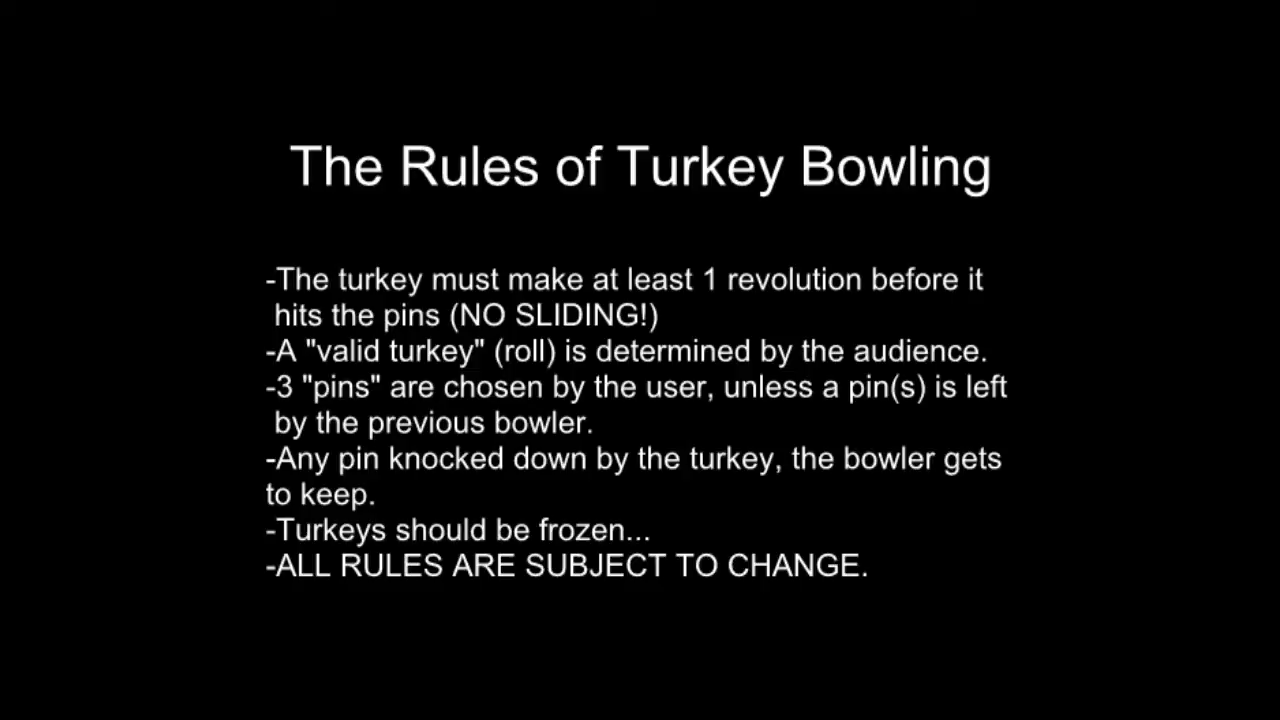 The Rules of Turkey Bowling
-The turkey must make at least 1 revolution before it
hits the pins (NO SLIDING!)
-A "valid turkey" (roll) is determined by the audience.
-3 "pins" are chosen by the user, unless a pin(s) is left
by the previous bowler.
-Any pin knocked down by the turkey, the bowler gets
to keep.
-Turkeys should be frozen...
-ALL RULES ARE SUBJECT TO CHANGE.